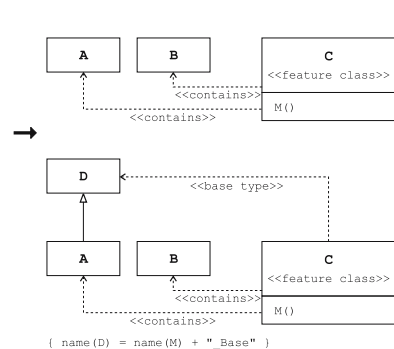 A B C
<<feature class>>
<<contains>>
M()
<<contains>>
D
<<base type>>
A B C
<<feature class>>
<<contains>>
M()
<<contains>>
{ name(D) = name(M) + "_Base" }